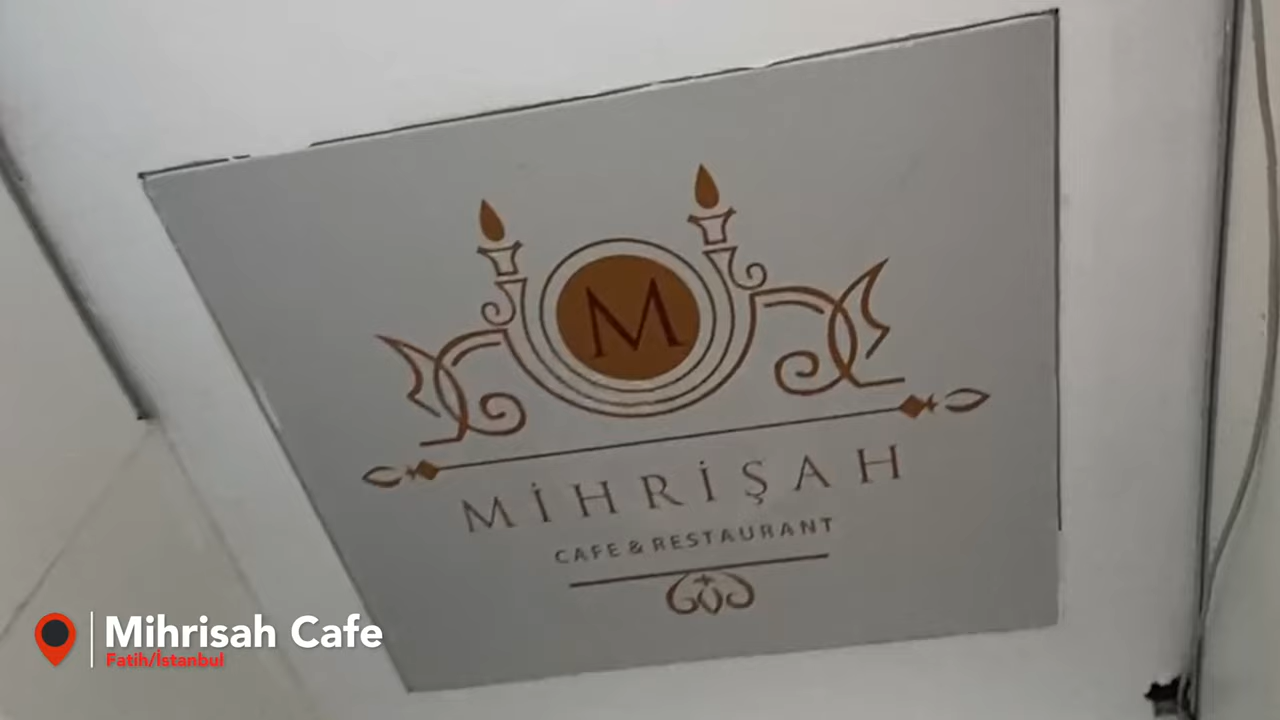 M
MİHRİŞAH
CAFE & RESTAURANT
Mihrisah Cafe
Fatih/İstanbul